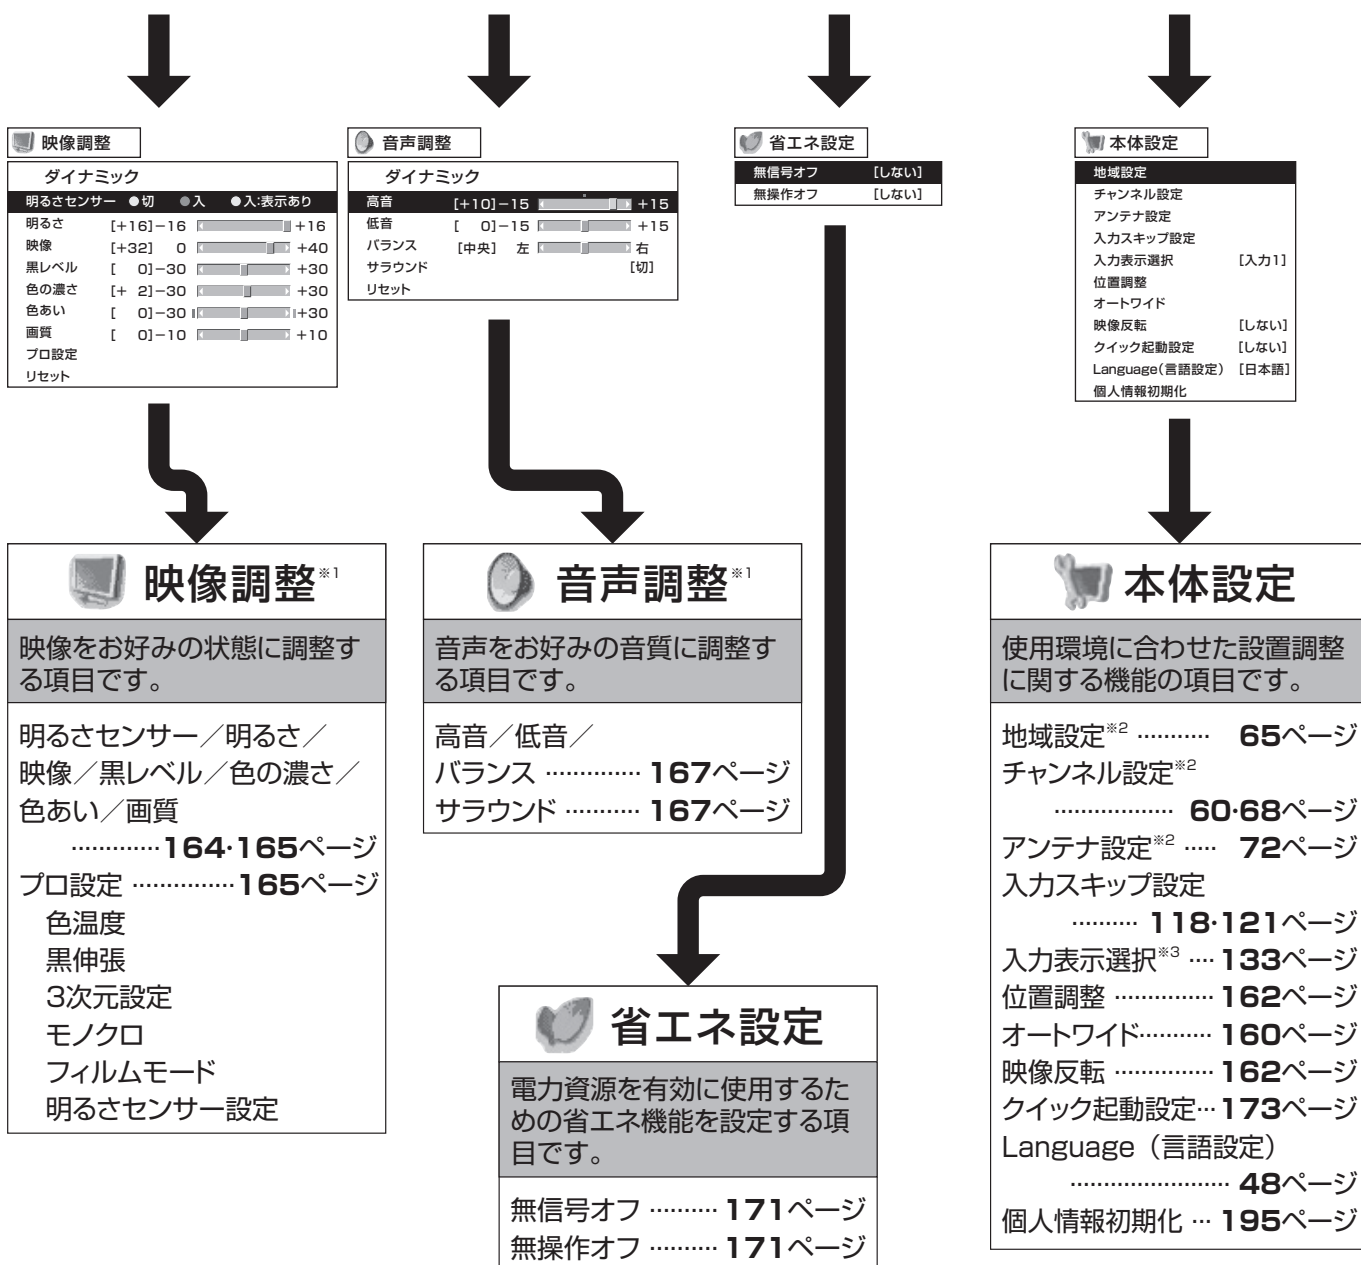 映像調整
ダイナミック
明るさセンサー ●切 ●入 ●入:表示あり
明るさ [+16]−16 +16
映像 [+32] 0 +40
黒レベル [ 0]−30 +30
色の濃さ [+ 2]−30 +30
色あい [ 0]−30 +30
画質 [ 0]−10 +10
プロ設定
リセット
音声調整
ダイナミック
高音 [+10]−15 +15
低音 [ 0]−15 +15
バランス [中央] 左 右
サラウンド [切]
リセット
省エネ設定
無信号オフ [しない]
無操作オフ [しない]
本体設定
地域設定
チャンネル設定
アンテナ設定
入力スキップ設定
入力表示選択 [入力1]
位置調整
オートワイド
映像反転 [しない]
クイック起動設定 [しない]
Language(言語設定) [日本語]
個人情報初期化
映像調整※1
映像をお好みの状態に調整す
る項目です。
明るさセンサー／明るさ／
映像／黒レベル／色の濃さ／
色あい／画質
·············164·165ページ
プロ設定 ···············165ページ
色温度
黒伸張
3次元設定
モノクロ
フィルムモード
明るさセンサー設定
音声調整※1
音声をお好みの音質に調整す
る項目です。
高音／低音／
バランス ·············· 167ページ
サラウンド ··········· 167ページ
省エネ設定
電力資源を有効に使用するた
めの省エネ機能を設定する項
目です。
無信号オフ ·········· 171ページ
無操作オフ ·········· 171ページ
本体設定
使用環境に合わせた設置調整
に関する機能の項目です。
地域設定※2 ··········· 65ページ
チャンネル設定※2
·················· 60·68ページ
アンテナ設定※2 ····· 72ページ
入力スキップ設定
·········· 118·121ページ
入力表示選択※3 ···· 133ページ
位置調整 ··············· 162ページ
オートワイド··········· 160ページ
映像反転 ··············· 162ページ
クイック起動設定···173ページ
Language（言語設定）
························ 48ページ
個人情報初期化 ··· 195ページ